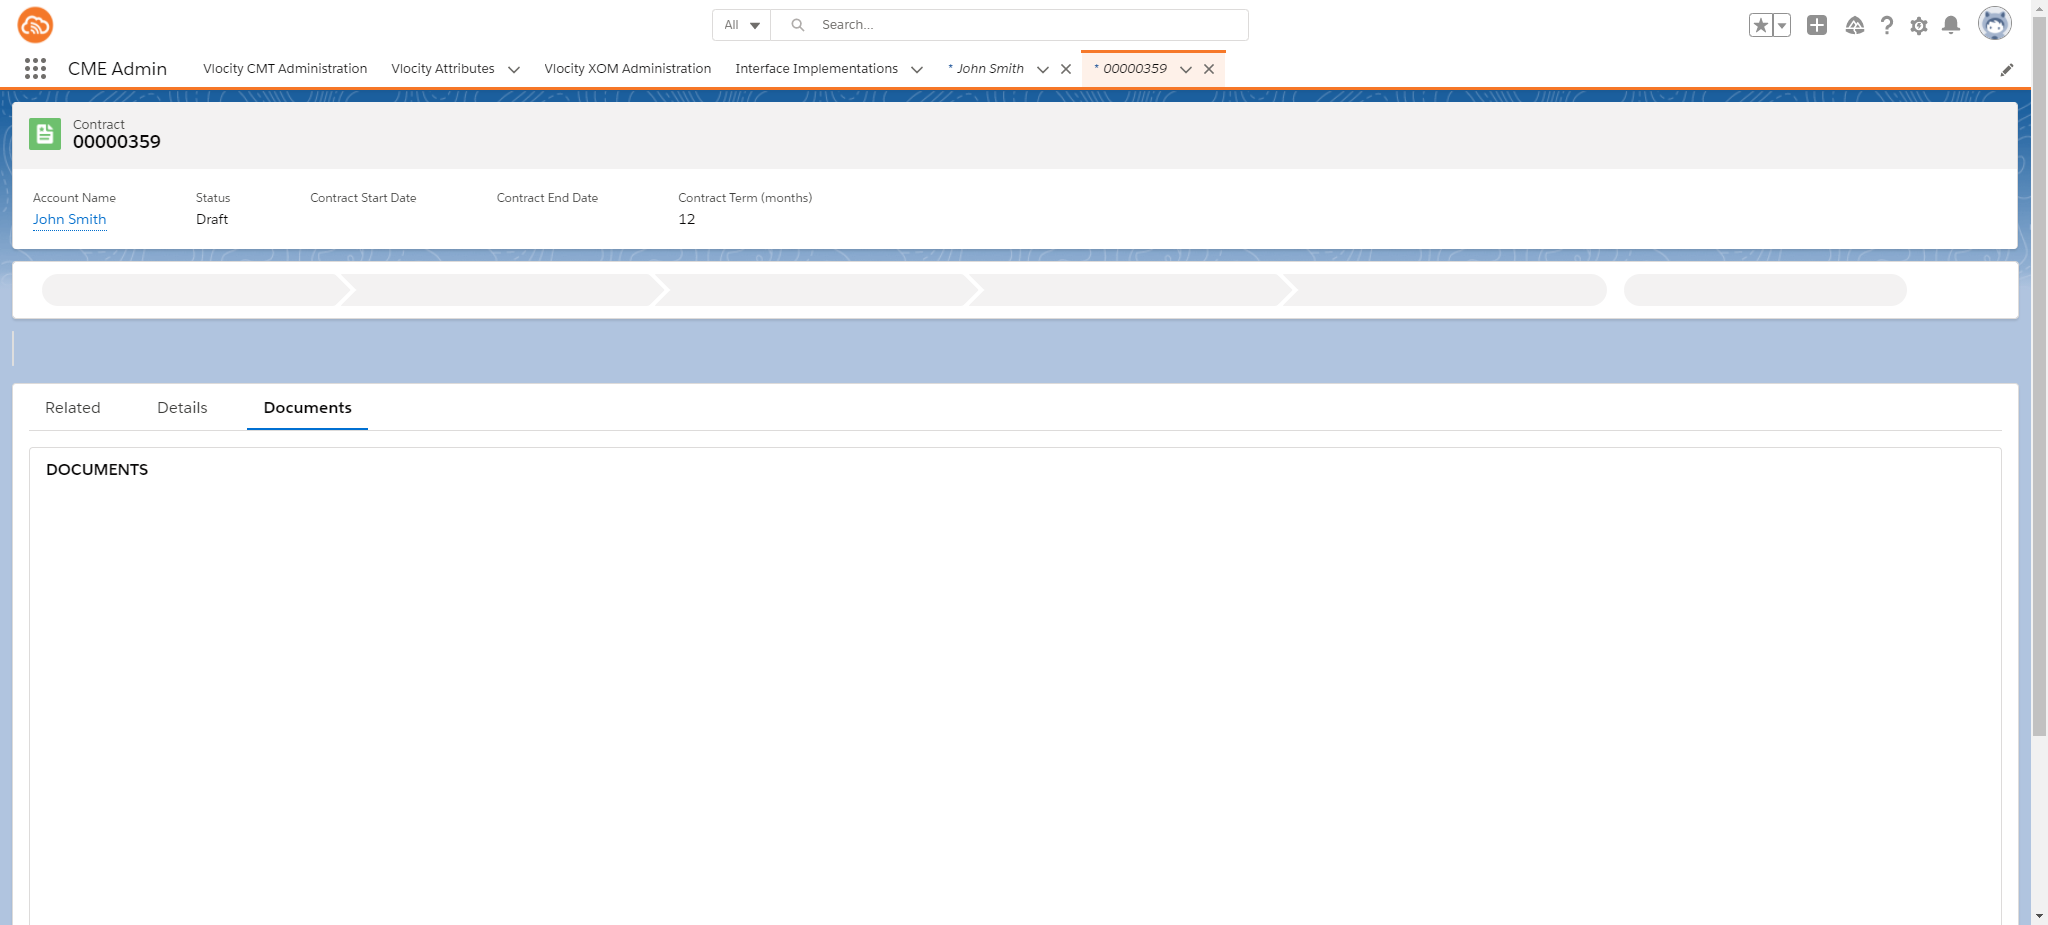 All
Search...
CME Admin
Vlocity CMT Administration
Vlocity Attributes
Vlocity XOM Administration
Interface Implementations
* John Smith
* 00000359
Contract
00000359
Account Name
Status
Contract Start Date
Contract End Date
Contract Term (months)
John Smith
Draft
12
Related
Details
Documents
DOCUMENTS